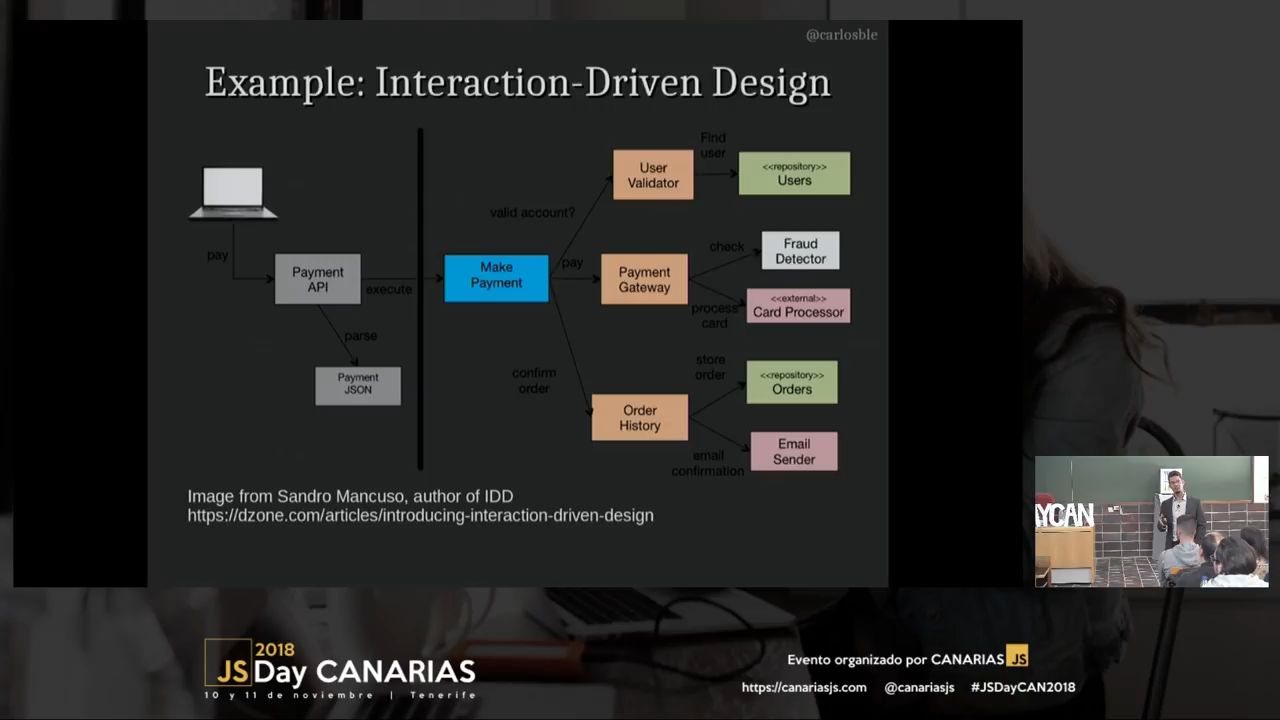 @carlosble
Example: Interaction-Driven Design
Find
user
User
Validator
<<repository>>
Users
valid account?
pay
Payment
API
execute
Make
Payment
pay
Payment
Gateway
check
Fraud
Detector
process
card
<<external>>
Card Processor
parse
Payment
JSON
confirm
order
store
order
<<repository>>
Orders
Order
History
email
confirmation
Email
Sender
Image from Sandro Mancuso, author of IDD
https://dzone.com/articles/introducing-interaction-driven-design
YCAN
2018
JSDay CANARIAS
10 y 11 de noviembre | Tenerife
Evento organizado por CANARIAS JS
https://canariasjs.com @canariasjs #JSDayCAN2018